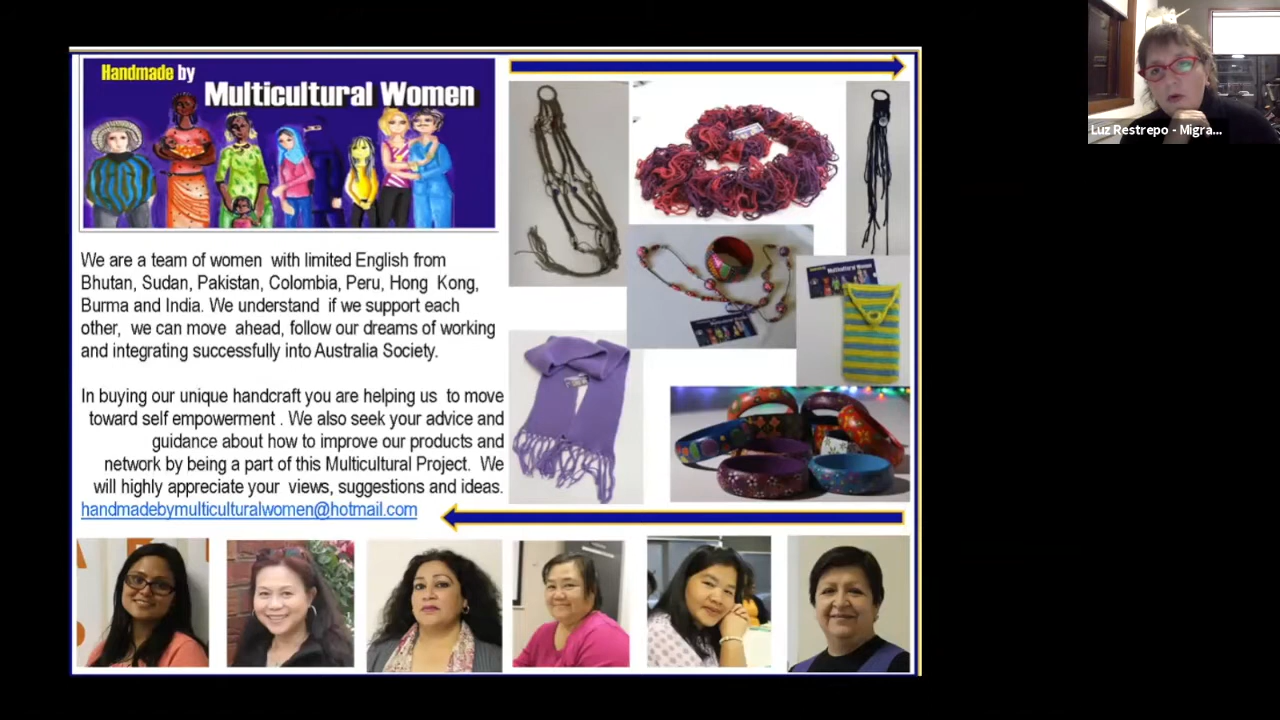 Handmade by
Multicultural Women
We are a team of women with limited English from
Bhutan, Sudan, Pakistan, Colombia, Peru, Hong Kong,
Burma and India. We understand if we support each
other, we can move ahead, follow our dreams of working
and integrating successfully into Australia Society.
In buying our unique handcraft you are helping us to move
toward self empowerment . We also seek your advice and
guidance about how to improve our products and
network by being a part of this Multicultural Project. We
will highly appreciate your views, suggestions and ideas.
handmadebymulticulturalwomen@hotmail.com
Multicultural Women
Luz Restrepo - Migra...